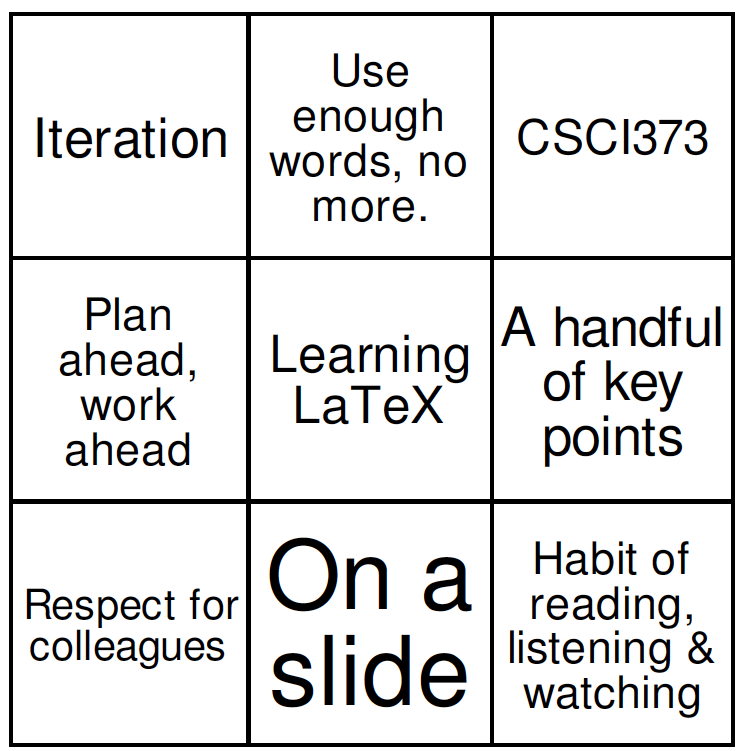 Iteration
Use
enough
words, no
more.
CSCI373
Plan
ahead,
work
ahead
Learning
LaTeX
A handful
of key
points
Respect for
colleagues
On a
slide
Habit of
reading,
listening &
watching